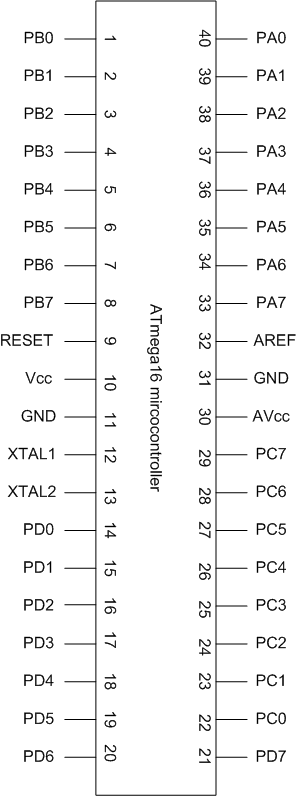 PB0 1 40 PA0
PB1 2 39 PA1
PB2 3 38 PA2
PB3 4 37 PA3
PB4 5 36 PA4
PB5 6 35 PA5
PB6 7 34 PA6
PB7 8 33 PA7
RESET 9 32 AREF
Vcc 10 31 GND
GND 11 30 AVcc
XTAL1 12 29 PC7
XTAL2 13 28 PC6
PD0 14 27 PC5
PD1 15 26 PC4
PD2 16 25 PC3
PD3 17 24 PC2
PD4 18 23 PC1
PD5 19 22 PC0
PD6 20 21 PD7
ATmega16 mircocontroller